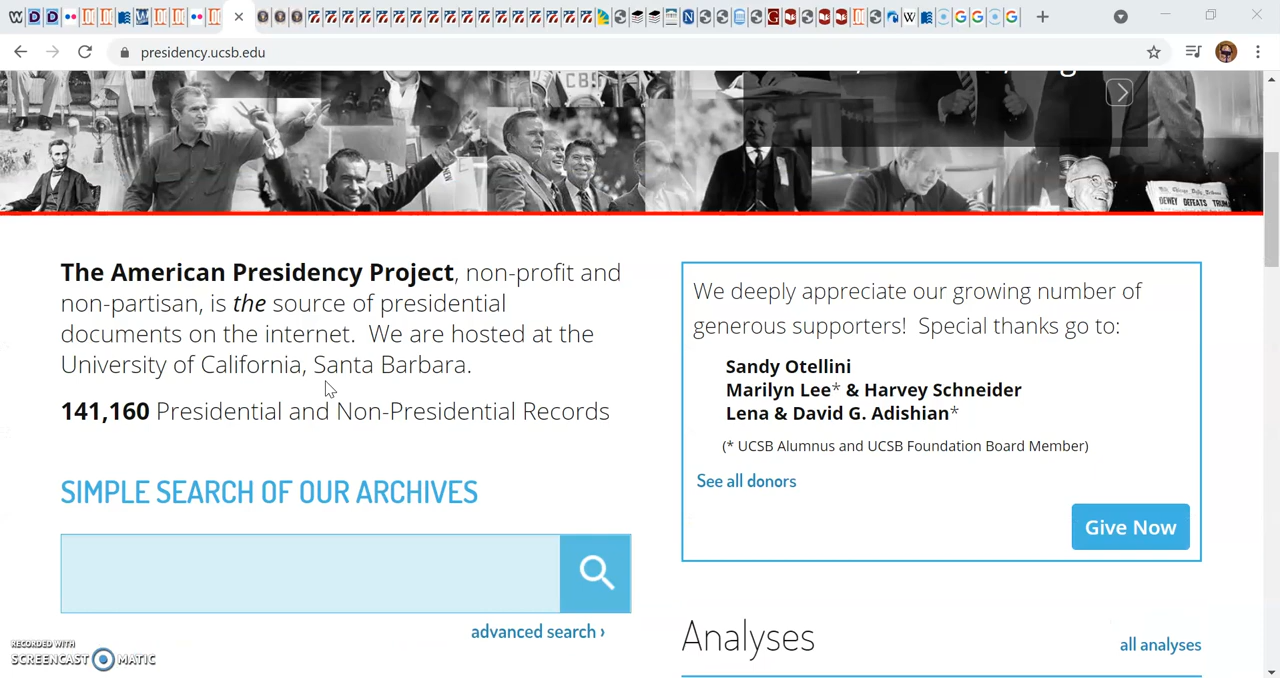 presidency.ucsb.edu
CBS
DEWEY DEFEATS TRUMAN
The American Presidency Project, non-profit and
non-partisan, is the source of presidential
documents on the internet. We are hosted at the
University of California, Santa Barbara.
141,160 Presidential and Non-Presidential Records
SIMPLE SEARCH OF OUR ARCHIVES
advanced search ›
We deeply appreciate our growing number of
generous supporters! Special thanks go to:
Sandy Otellini
Marilyn Lee* & Harvey Schneider
Lena & David G. Adishian*
(* UCSB Alumnus and UCSB Foundation Board Member)
See all donors
Give Now
Analyses
all analyses
RECORDED WITH
SCREENCAST MATIC